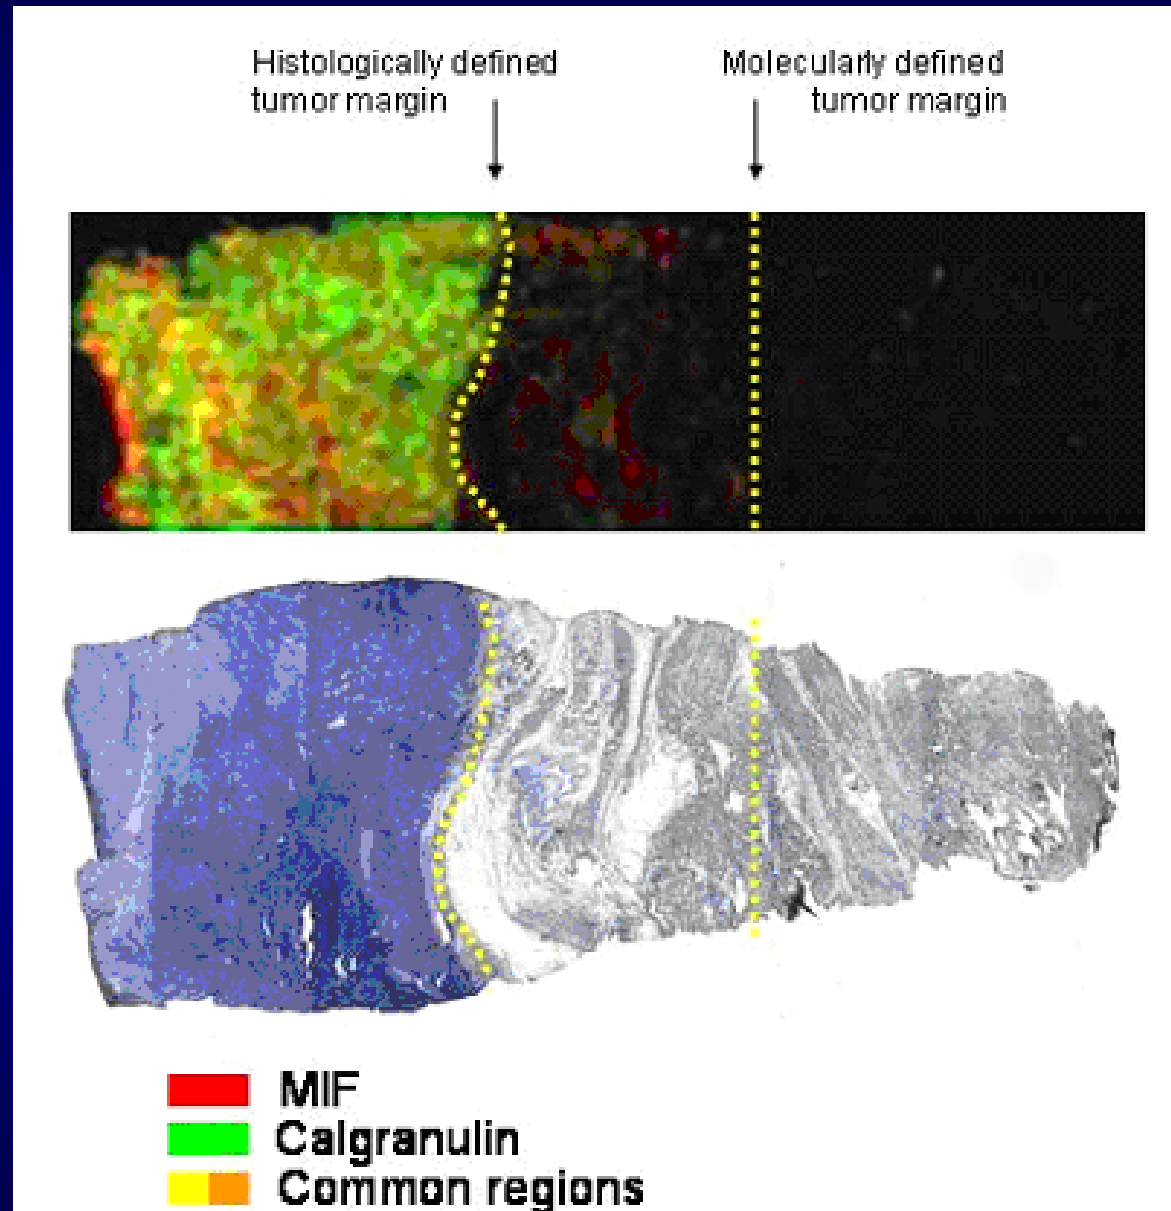 Histologically defined
tumor margin
Molecularly defined
tumor margin
MIF
Calgranulin
Common regions